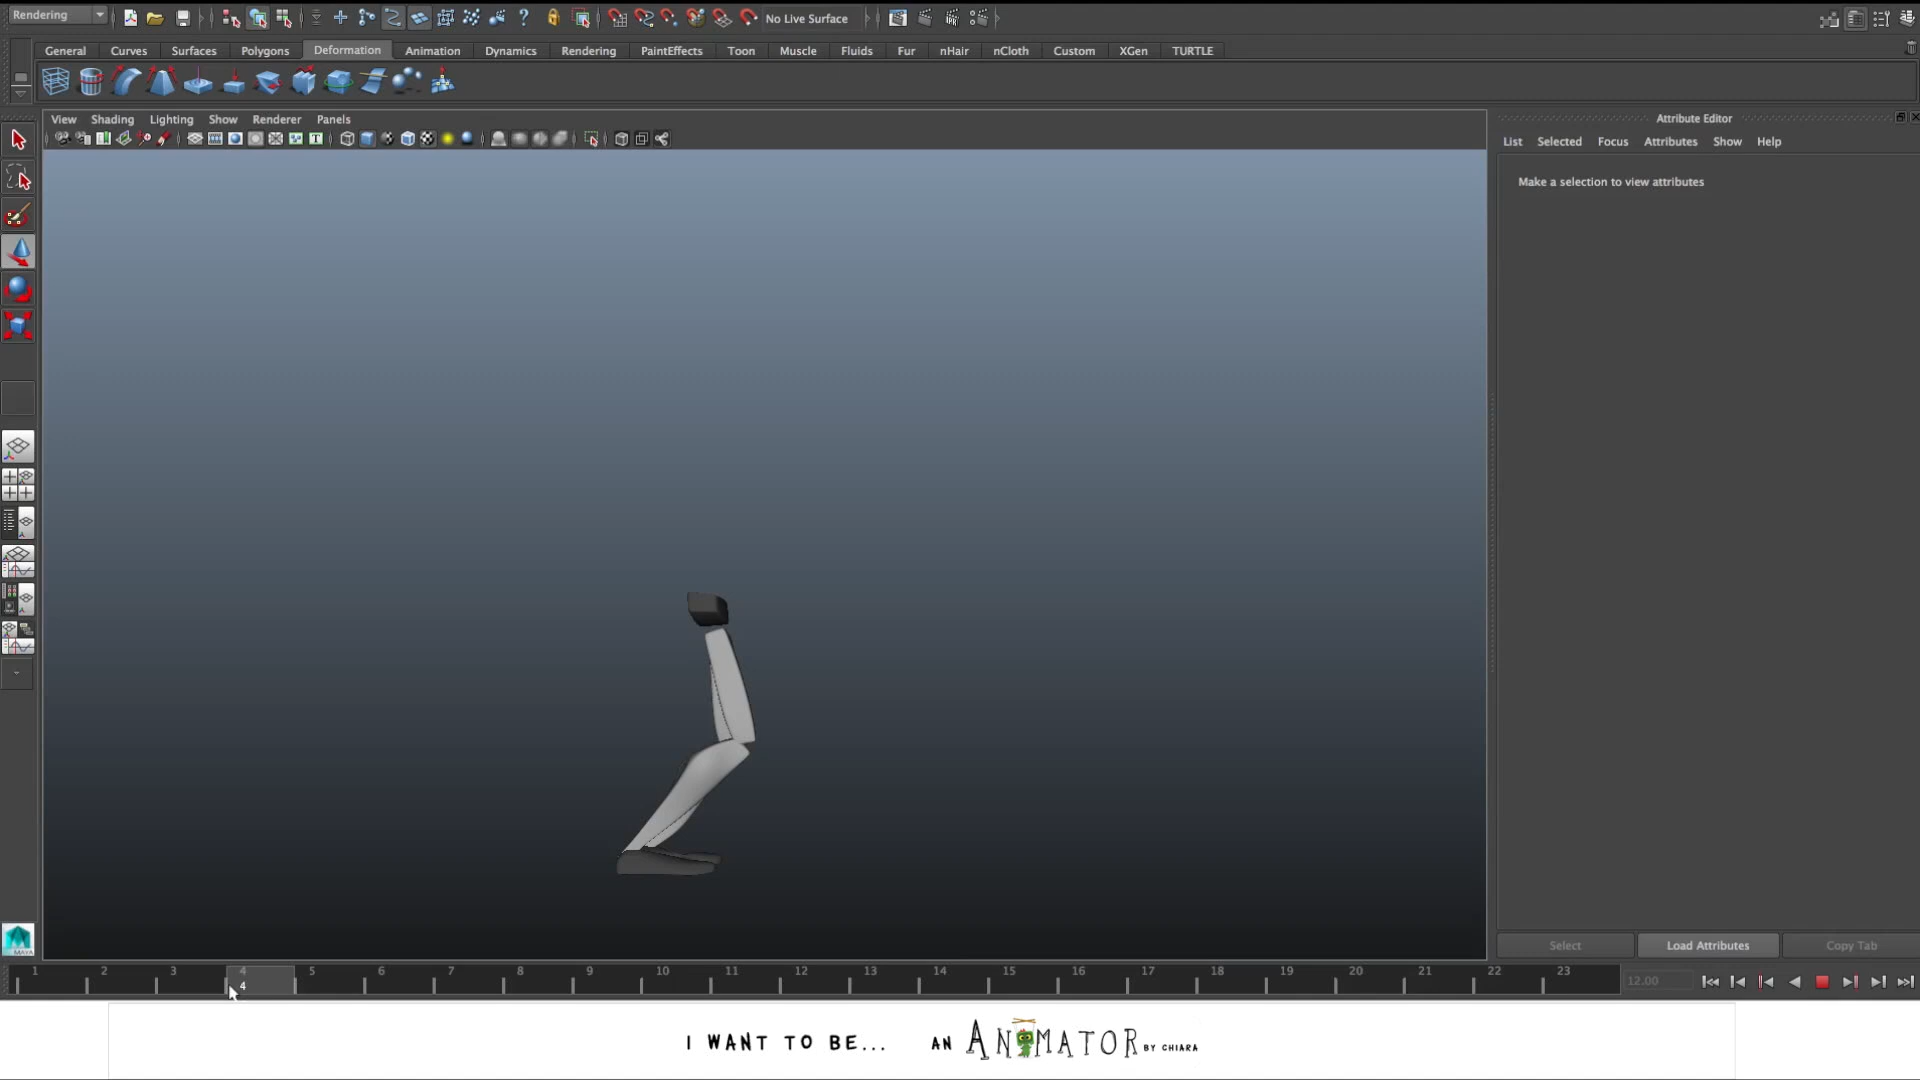 Rendering
No Live Surface
General Curves Surfaces Polygons Deformation Animation Dynamics Rendering PaintEffects Toon Muscle Fluids Fur nHair nCloth Custom XGen TURTLE
View Shading Lighting Show Renderer Panels
Attribute Editor
List Selected Focus Attributes Show Help
Make a selection to view attributes
Select Load Attributes Copy Tab
MAYA
1 2 3 4 5 6 7 8 9 10 11 12 13 14 15 16 17 18 19 20 21 22 23
4
12.00
I WANT TO BE... AN ANIMATOR BY CHIARA